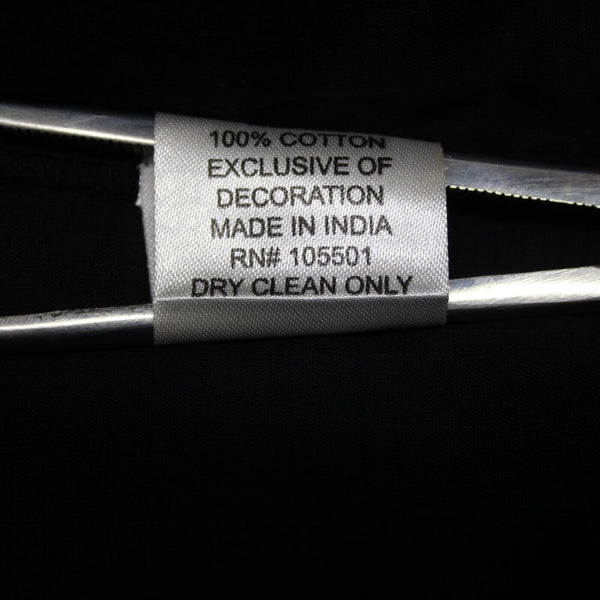 100% COTTON
EXCLUSIVE OF
DECORATION
MADE IN INDIA
RN# 105501
DRY CLEAN ONLY